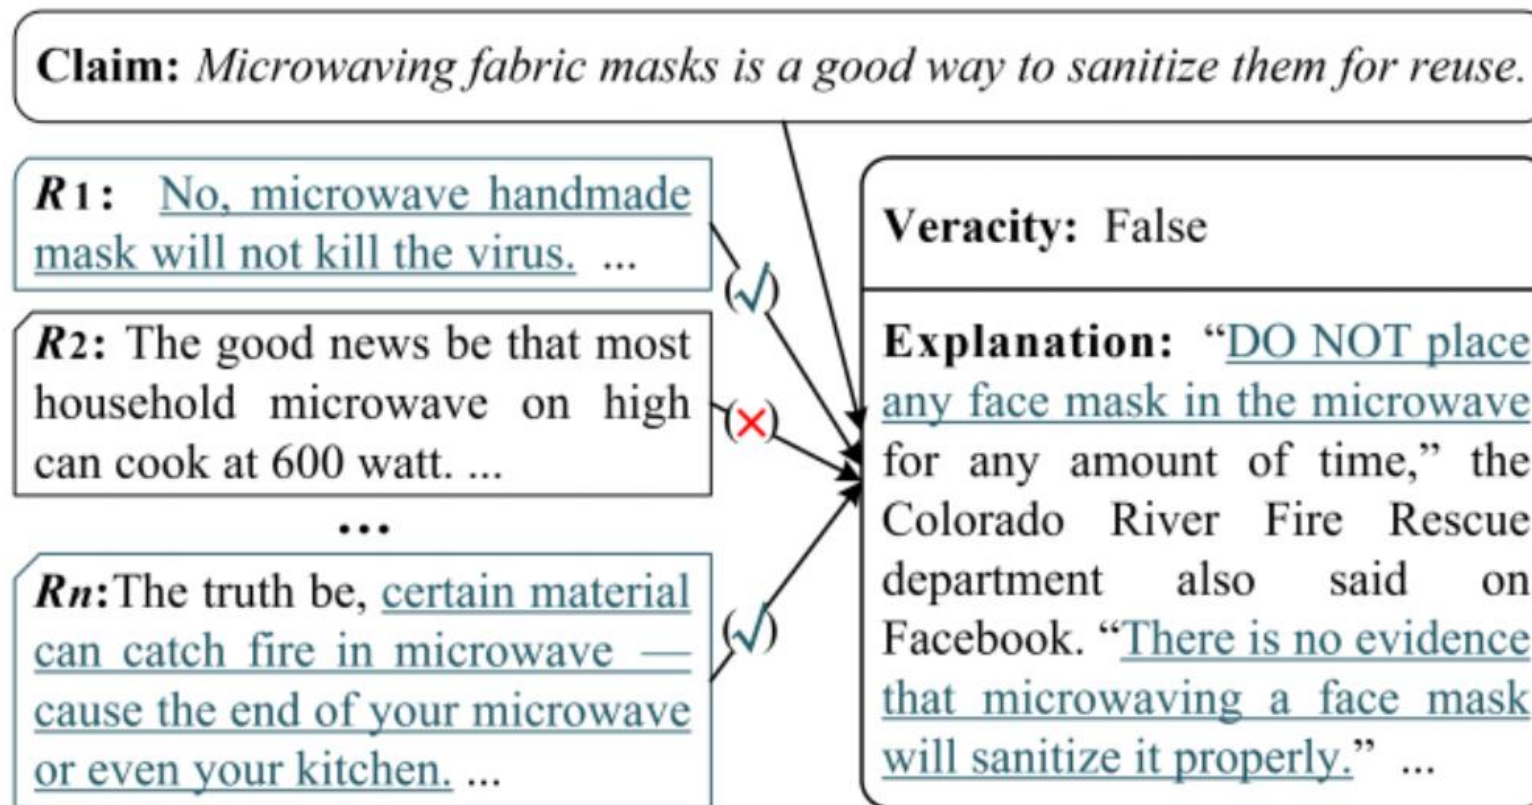 Claim: Microwaving fabric masks is a good way to sanitize them for reuse.
R1: No, microwave handmade
mask will not kill the virus. ...
R2: The good news be that most
household microwave on high
can cook at 600 watt. ...
...
Rn:The truth be, certain material
can catch fire in microwave —
cause the end of your microwave
or even your kitchen. ...
(√)
(×)
(√)
Veracity: False
Explanation: “DO NOT place
any face mask in the microwave
for any amount of time,” the
Colorado River Fire Rescue
department also said on
Facebook. “There is no evidence
that microwaving a face mask
will sanitize it properly.” ...